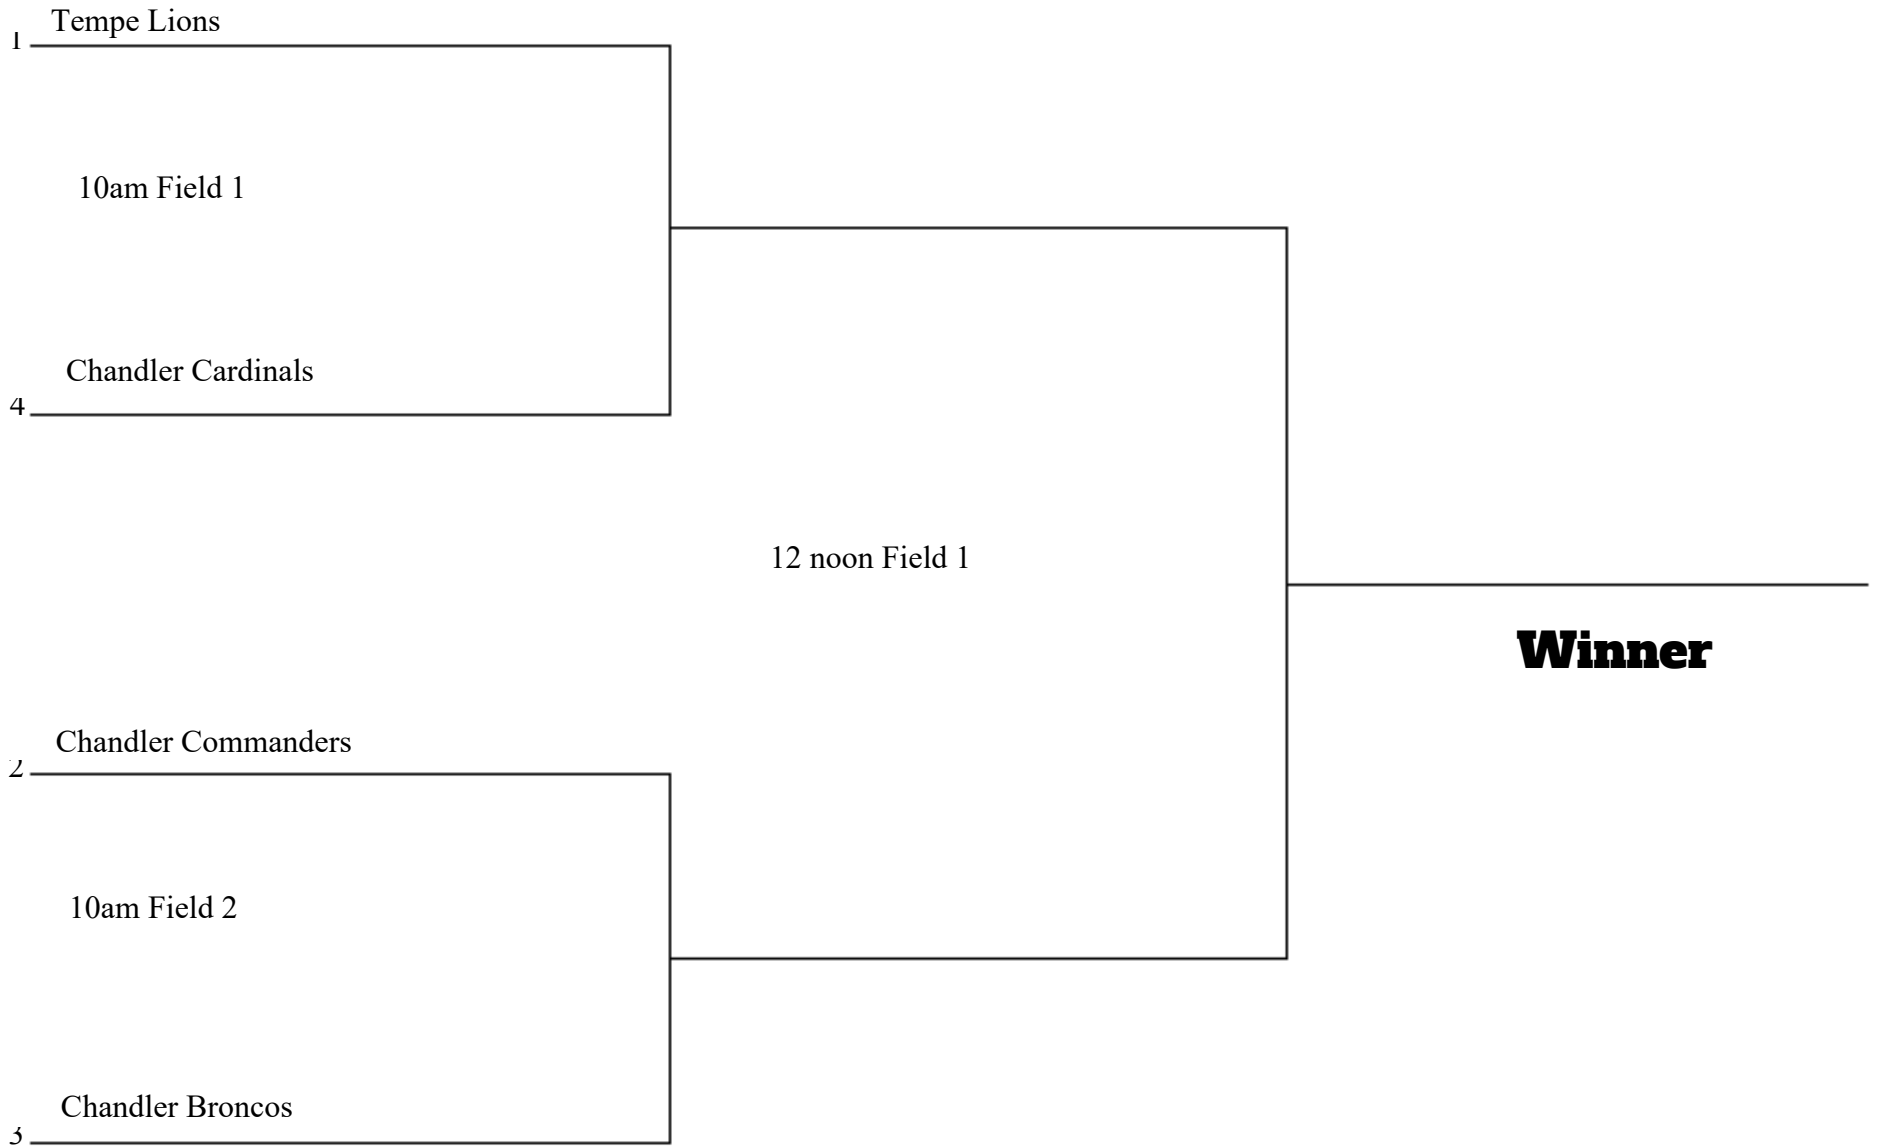 Tempe Lions
1
10am Field 1
Chandler Cardinals
4
12 noon Field 1
Winner
Chandler Commanders
2
10am Field 2
Chandler Broncos
3